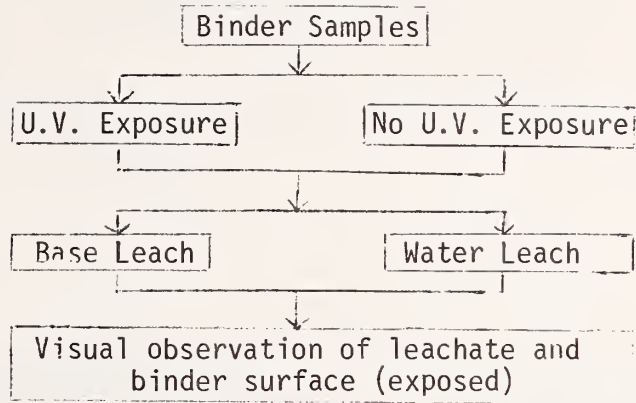 Binder Samples
U.V. Exposure
No U.V. Exposure
Base Leach
Water Leach
Visual observation of leachate and
binder surface (exposed)